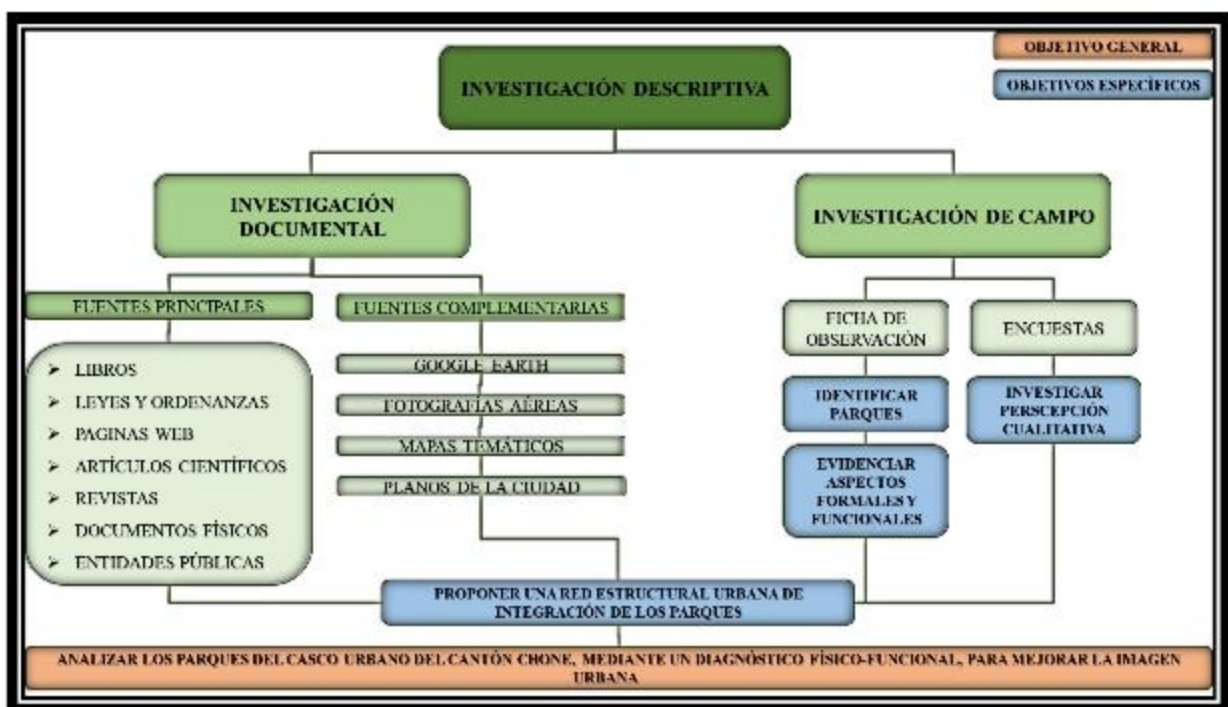 OBJETIVO GENERAL
OBJETIVOS ESPECÍFICOS
INVESTIGACIÓN DESCRIPTIVA
INVESTIGACIÓN
DOCUMENTAL
INVESTIGACIÓN DE CAMPO
FUENTES PRINCIPALES
LIBROS
LEYES Y ORDENANZAS
PAGINAS WEB
ARTÍCULOS CIENTÍFICOS
REVISTAS
DOCUMENTOS FÍSICOS
ENTIDADES PÚBLICAS
FUENTES COMPLEMENTARIAS
GOOGLE EARTH
FOTOGRAFÍAS AÉREAS
MAPAS TEMÁTICOS
PLANOS DE LA CIUDAD
FICHA DE
OBSERVACIÓN
IDENTIFICAR
PARQUES
EVIDENCIAR
ASPECTOS
FORMALES Y
FUNCIONALES
ENCUESTAS
INVESTIGAR
PERSCEPCIÓN
CUALITATIVA
PROPONER UNA RED ESTRUCTURAL URBANA DE
INTEGRACIÓN DE LOS PARQUES
ANALIZAR LOS PARQUES DEL CASCO URBANO DEL CANTÓN CHONE, MEDIANTE UN DIAGNÓSTICO FÍSICO-FUNCIONAL, PARA MEJORAR LA IMAGEN
URBANA